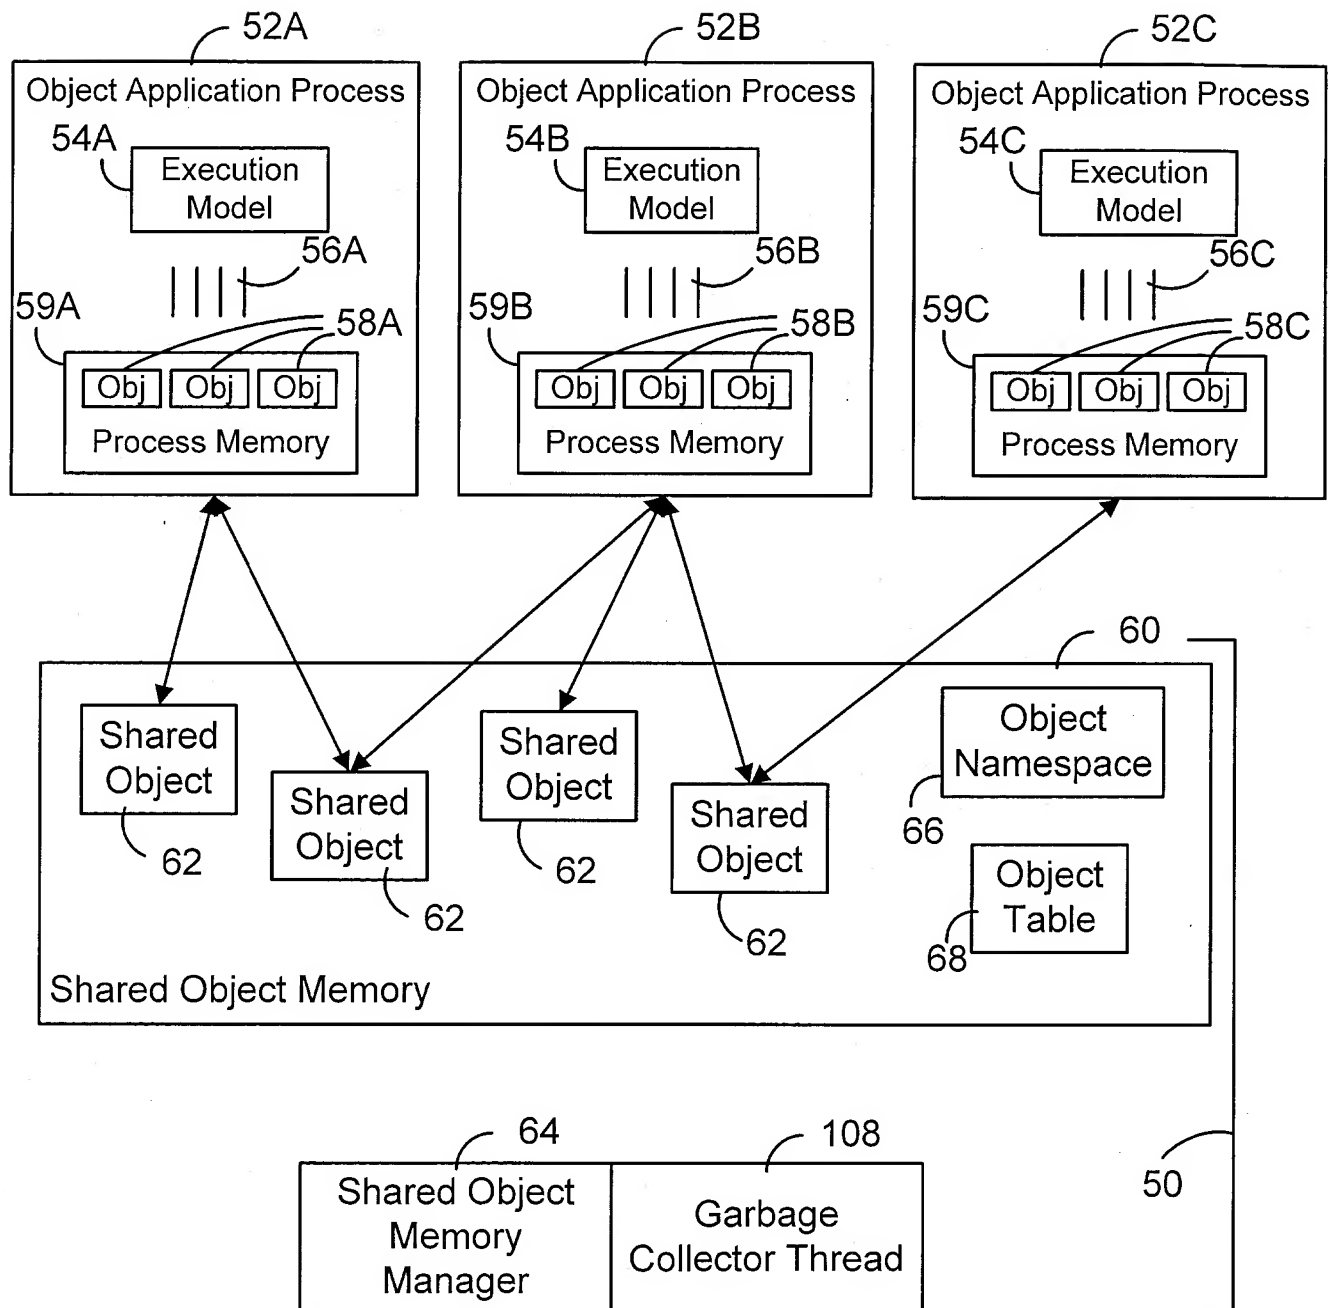 52A
52B
52C
Object Application Process
Object Application Process
Object Application Process
54A
54B
54C
Execution
Model
Execution
Model
Execution
Model
56A
56B
56C
59A
59B
59C
58A
58B
58C
Obj Obj Obj
Obj Obj Obj
Obj Obj Obj
Process Memory
Process Memory
Process Memory
60
Shared
Object
62
Shared
Object
62
Shared
Object
62
Shared
Object
62
Object
Namespace
66
Object
Table
68
Shared Object Memory
64
108
50
Shared Object
Memory
Manager
Garbage
Collector Thread